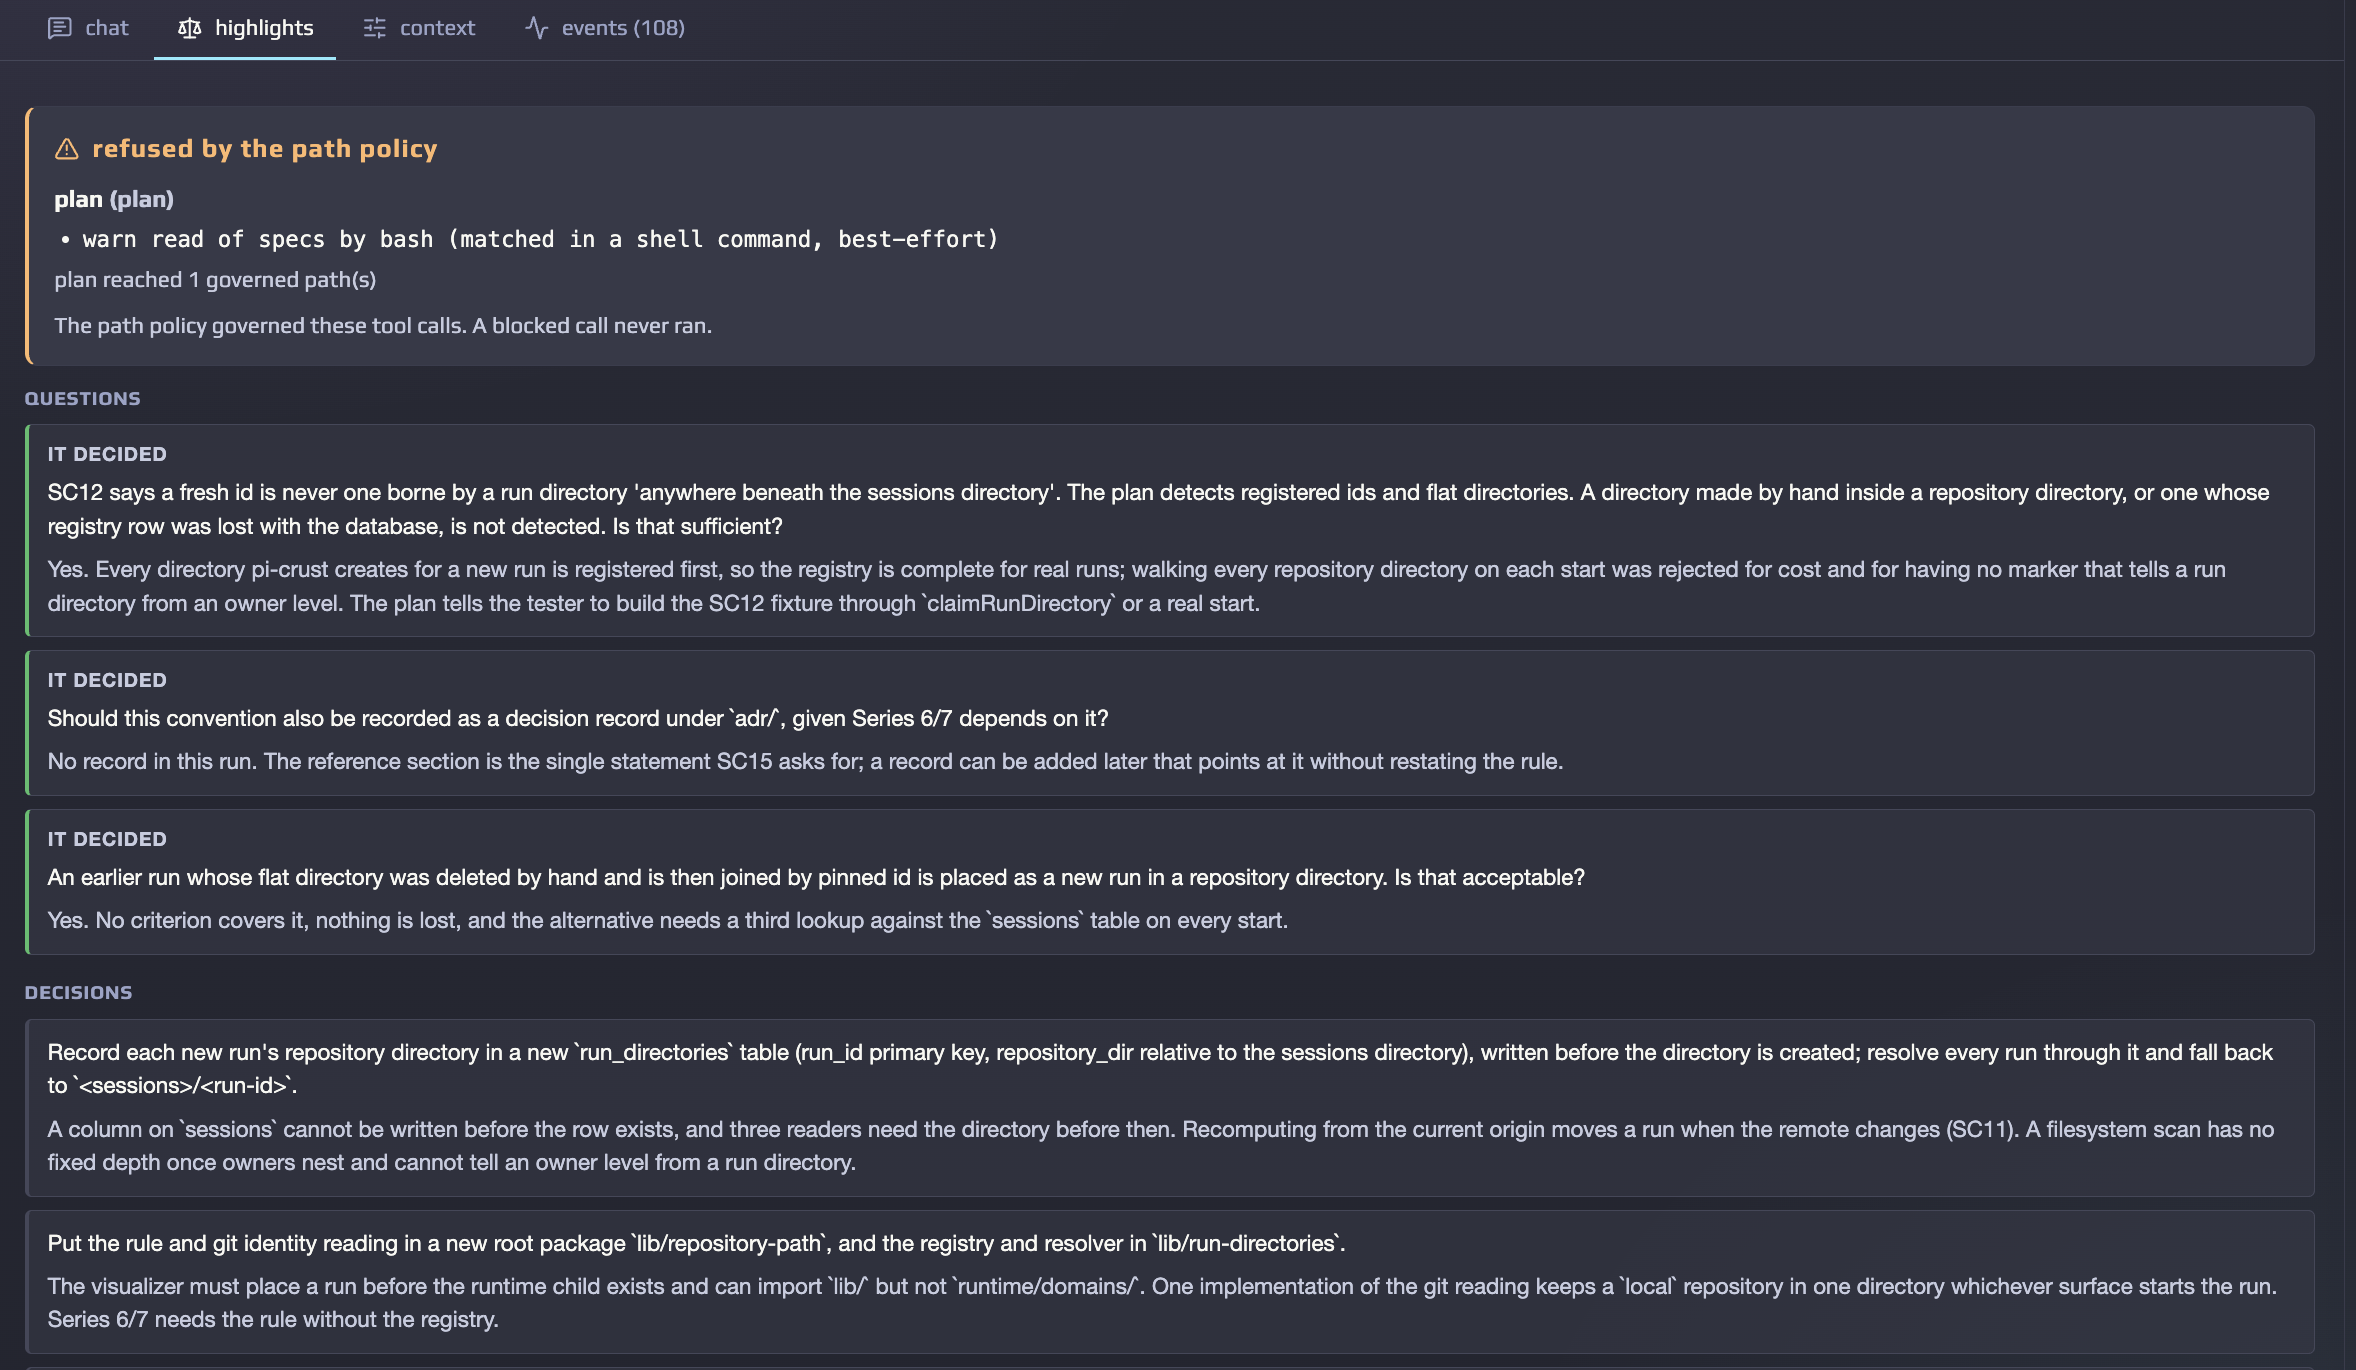 chat highlights context events (108)
refused by the path policy
plan (plan)
• warn read of specs by bash (matched in a shell command, best-effort)
plan reached 1 governed path(s)
The path policy governed these tool calls. A blocked call never ran.
QUESTIONS
IT DECIDED
SC12 says a fresh id is never one borne by a run directory 'anywhere beneath the sessions directory'. The plan detects registered ids and flat directories. A directory made by hand inside a repository directory, or one whose
registry row was lost with the database, is not detected. Is that sufficient?
Yes. Every directory pi-crust creates for a new run is registered first, so the registry is complete for real runs; walking every repository directory on each start was rejected for cost and for having no marker that tells a run
directory from an owner level. The plan tells the tester to build the SC12 fixture through `claimRunDirectory` or a real start.
IT DECIDED
Should this convention also be recorded as a decision record under `adr/`, given Series 6/7 depends on it?
No record in this run. The reference section is the single statement SC15 asks for; a record can be added later that points at it without restating the rule.
IT DECIDED
An earlier run whose flat directory was deleted by hand and is then joined by pinned id is placed as a new run in a repository directory. Is that acceptable?
Yes. No criterion covers it, nothing is lost, and the alternative needs a third lookup against the `sessions` table on every start.
DECISIONS
Record each new run's repository directory in a new `run_directories` table (run_id primary key, repository_dir relative to the sessions directory), written before the directory is created; resolve every run through it and fall back
to `<sessions>/<run-id>`.
A column on `sessions` cannot be written before the row exists, and three readers need the directory before then. Recomputing from the current origin moves a run when the remote changes (SC11). A filesystem scan has no
fixed depth once owners nest and cannot tell an owner level from a run directory.
Put the rule and git identity reading in a new root package `lib/repository-path`, and the registry and resolver in `lib/run-directories`.
The visualizer must place a run before the runtime child exists and can import `lib/` but not `runtime/domains/`. One implementation of the git reading keeps a `local` repository in one directory whichever surface starts the run.
Series 6/7 needs the rule without the registry.